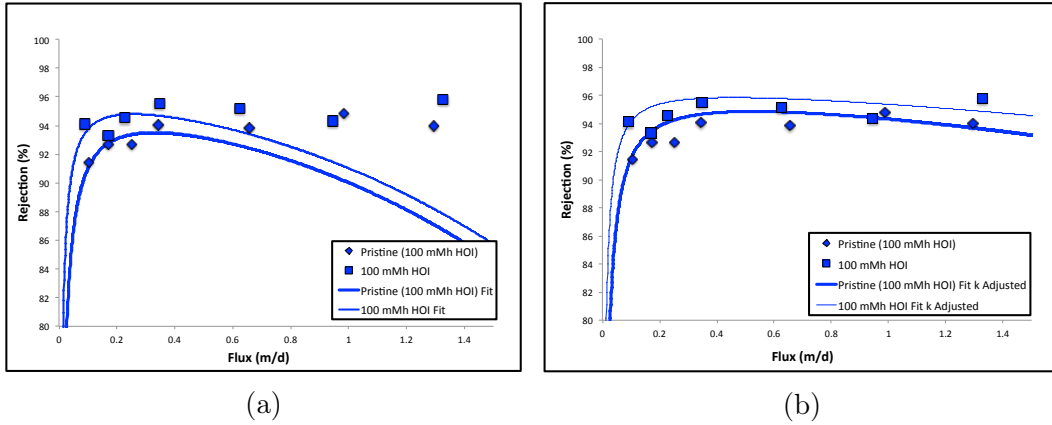 100
98
96
94
92
90
88
86
84
82
80
Rejection (%)
0 0.2 0.4 0.6 0.8 1 1.2 1.4
Flux (m/d)
Pristine (100 mMh HOI)
100 mMh HOI
Pristine (100 mMh HOI) Fit
100 mMh HOI Fit
(a)
100
98
96
94
92
90
88
86
84
82
80
Rejection (%)
0 0.2 0.4 0.6 0.8 1 1.2 1.4
Flux (m/d)
Pristine (100 mMh HOI)
100 mMh HOI
Pristine (100 mMh HOI) Fit k Adjusted
100 mMh HOI Fit k Adjusted
(b)